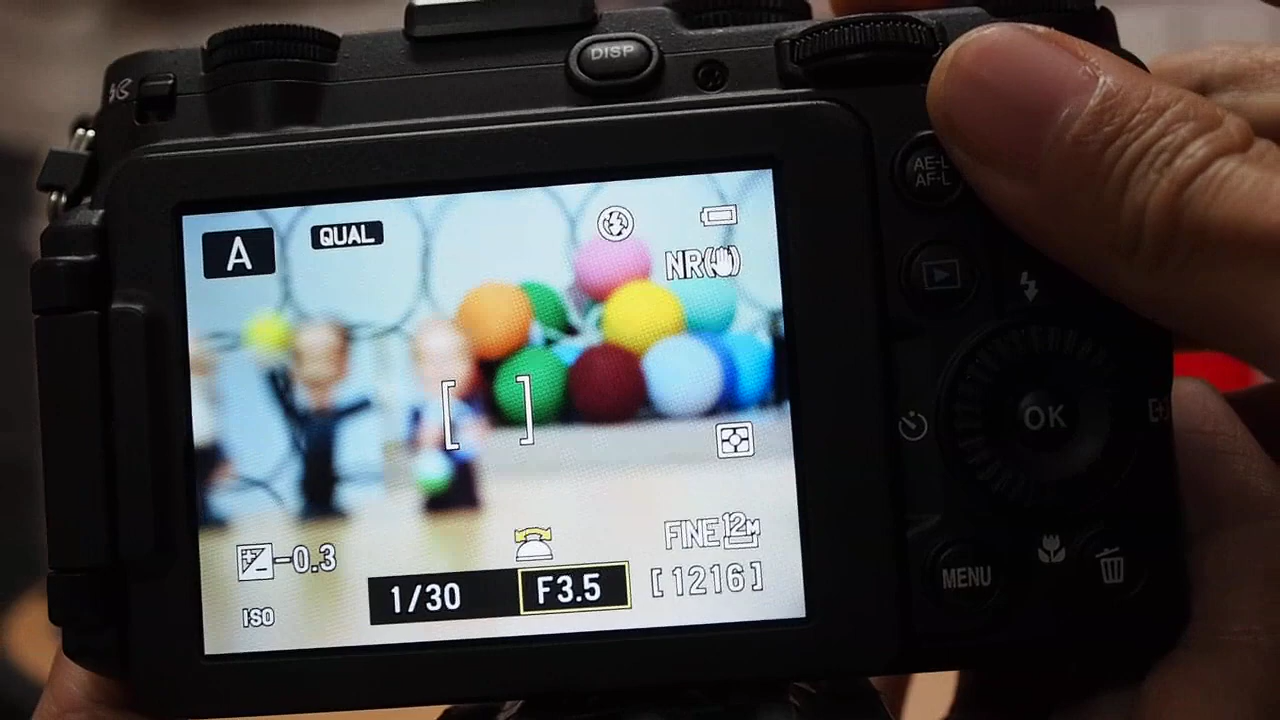 DISP
AE-L
AF-L
A
QUAL
NR
OK
-0.3
FINE 12M
1/30
F3.5
[1216]
ISO
MENU